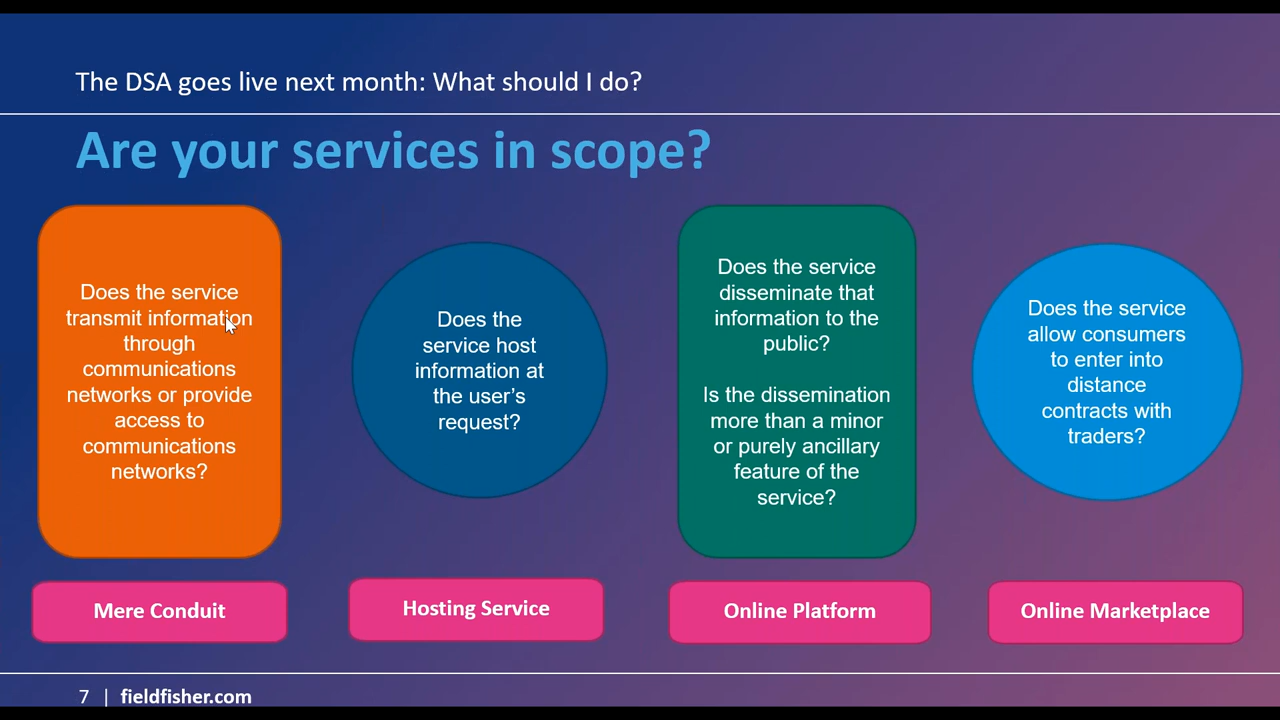 The DSA goes live next month: What should I do?
Are your services in scope?
Does the service
transmit information
through
communications
networks or provide
access to
communications
networks?
Mere Conduit
Does the
service host
information at
the user’s
request?
Hosting Service
Does the service
disseminate that
information to the
public?
Is the dissemination
more than a minor
or purely ancillary
feature of the
service?
Online Platform
Does the service
allow consumers
to enter into
distance
contracts with
traders?
Online Marketplace
7 | fieldfisher.com